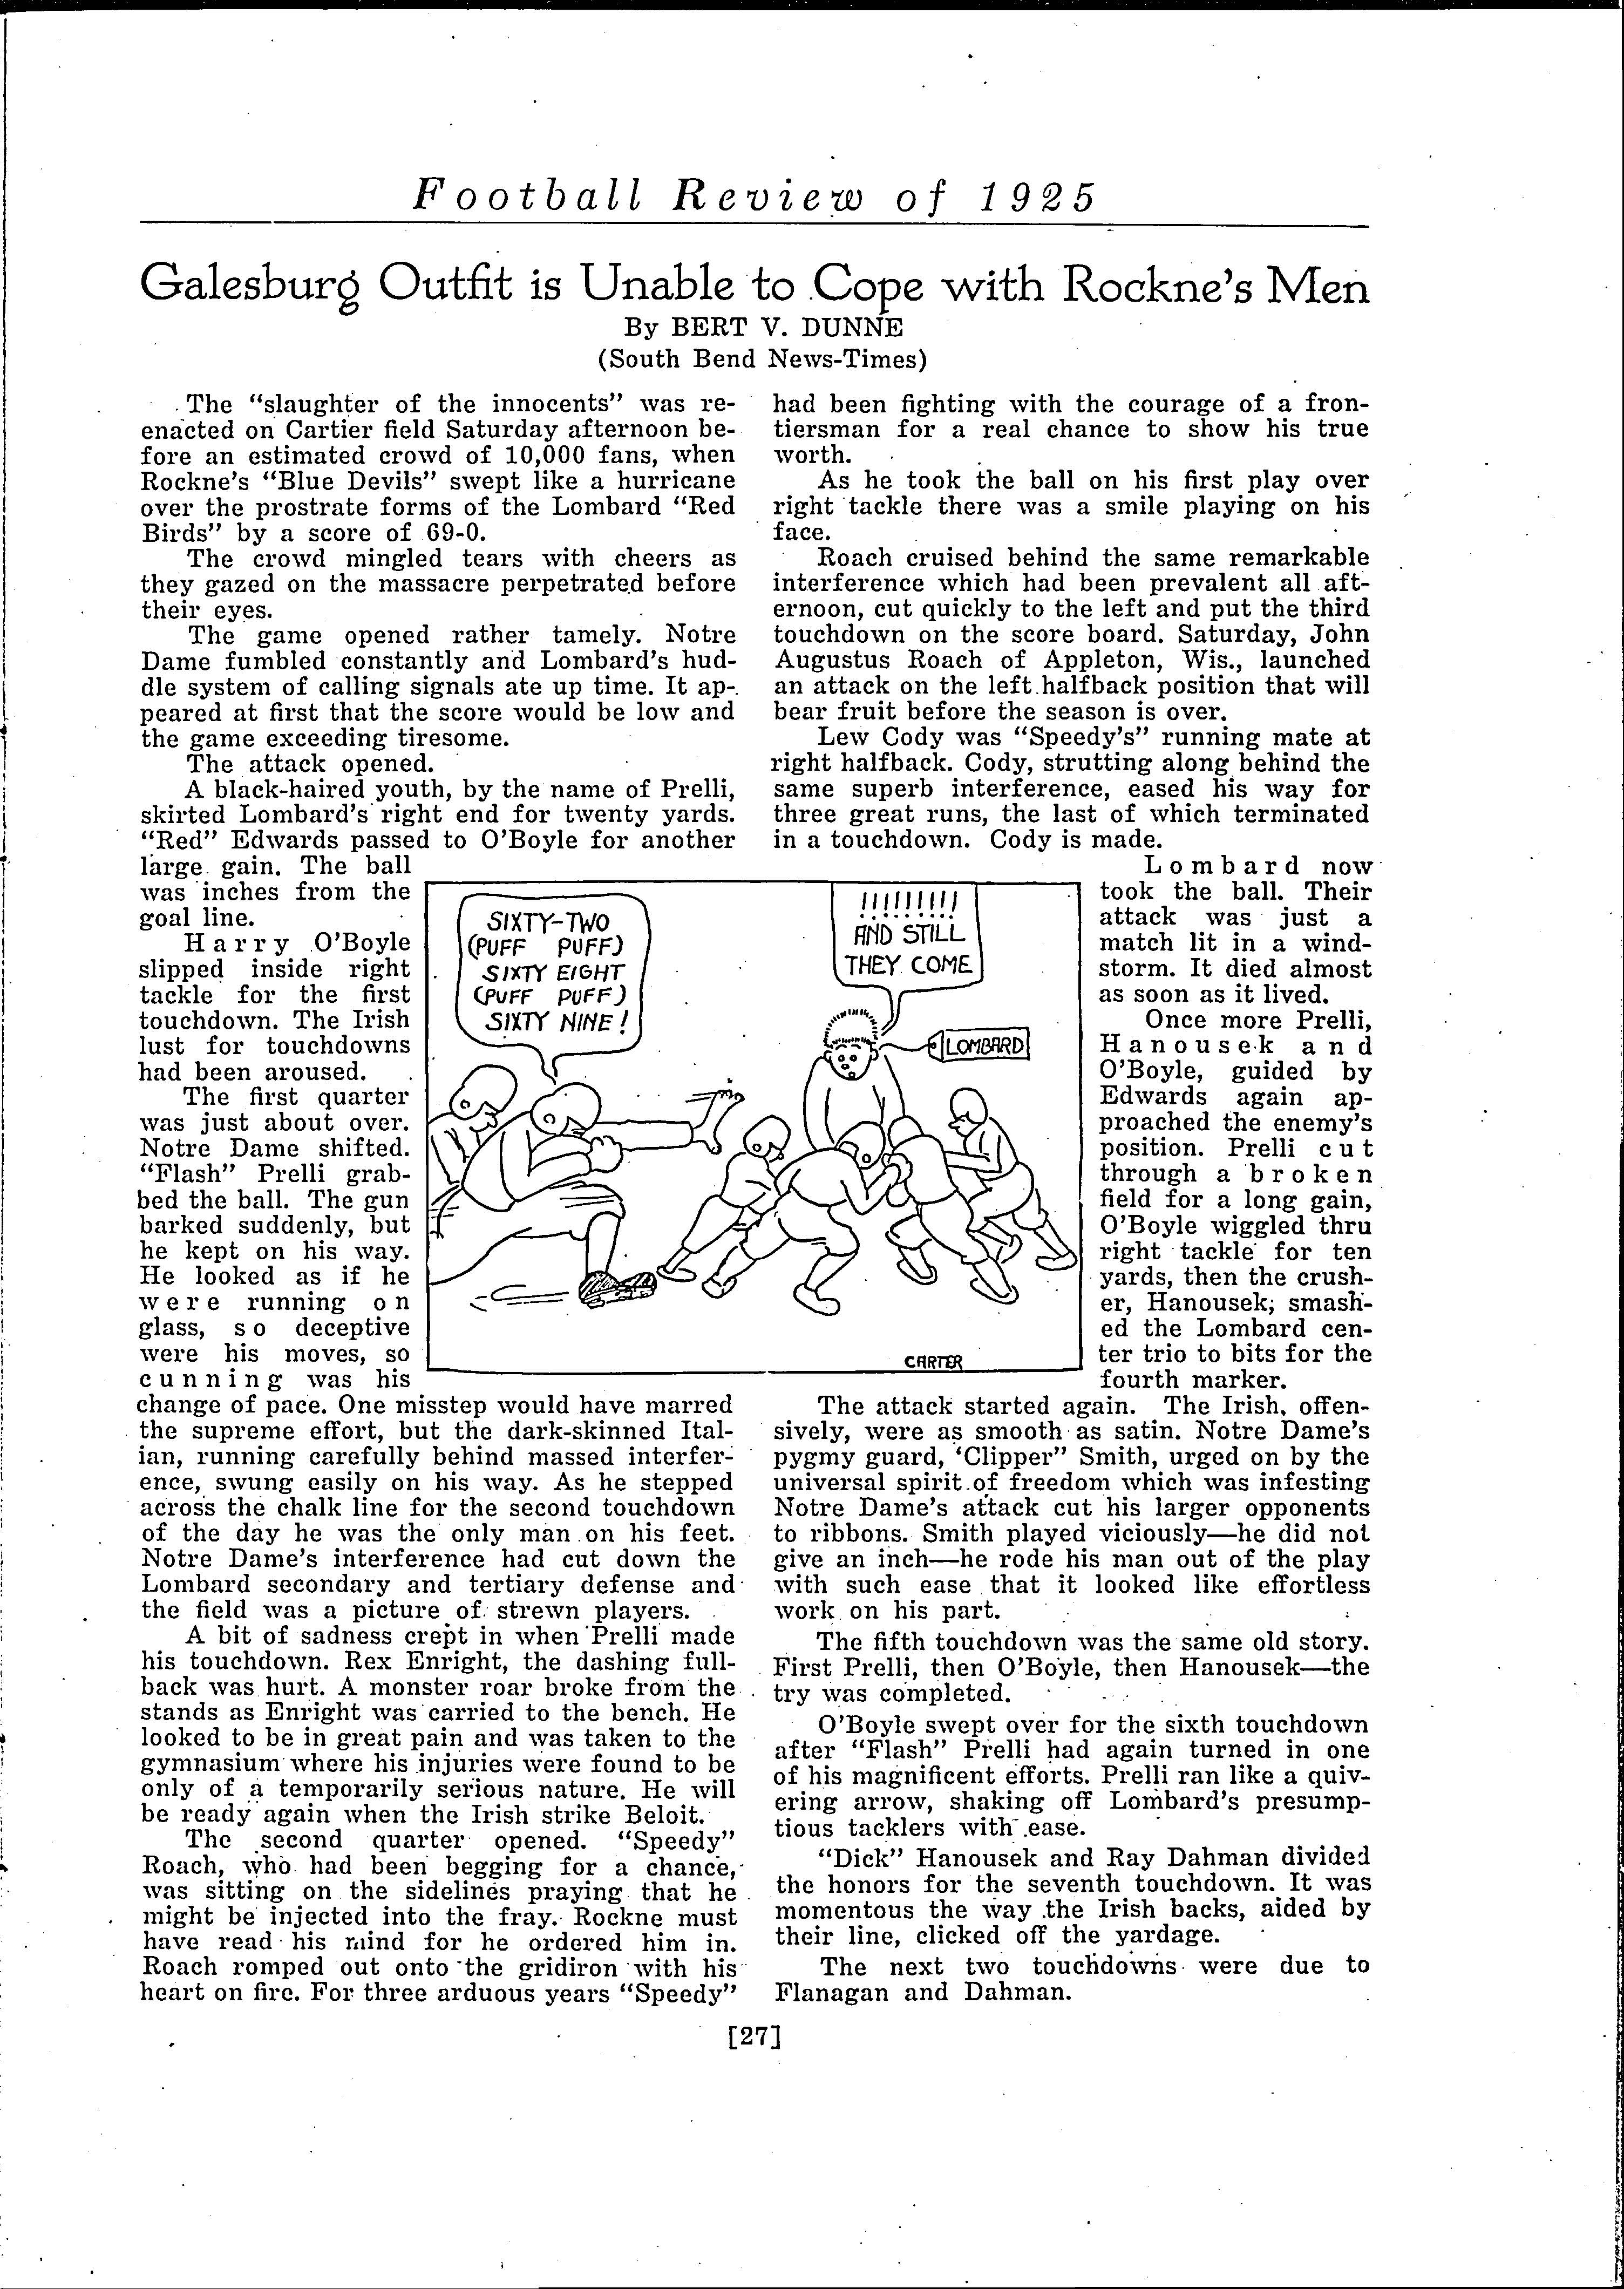 Football Review of 1925
Galesburg Outfit is Unable to Cope with Rockne's Men
By BERT V. DUNNE
(South Bend News-Times)
The "slaughter of the innocents" was re-
enacted on Cartier field Saturday afternoon be-
fore an estimated crowd of 10,000 fans, when
Rockne's "Blue Devils" swept like a hurricane
over the prostrate forms of the Lombard "Red
Birds" by a score of 69-0.
The crowd mingled tears with cheers as
they gazed on the massacre perpetrated before
their eyes.
The game opened rather tamely. Notre
Dame fumbled constantly and Lombard's hud-
dle system of calling signals ate up time. It ap-
peared at first that the score would be low and
the game exceeding tiresome.
The attack opened.
A black-haired youth, by the name of Prelli,
skirted Lombard's right end for twenty yards.
"Red" Edwards passed to O'Boyle for another
large gain. The ball
was inches from the
goal line.
Harry O'Boyle
slipped inside right
tackle for the first
touchdown. The Irish
lust for touchdowns
had been aroused.
The first quarter
was just about over.
Notre Dame shifted.
"Flash" Prelli grab-
bed the ball. The gun
barked suddenly, but
he kept on his way.
He looked as if he
were running on
glass, so deceptive
were his moves, so
cunning was his
change of pace. One misstep would have marred
the supreme effort, but the dark-skinned Ital-
ian, running carefully behind massed interfer-
ence, swung easily on his way. As he stepped
across the chalk line for the second touchdown
of the day he was the only man on his feet.
Notre Dame's interference had cut down the
Lombard secondary and tertiary defense and
the field was a picture of strewn players.
A bit of sadness crept in when Prelli made
his touchdown. Rex Enright, the dashing full-
back was hurt. A monster roar broke from the
stands as Enright was carried to the bench. He
looked to be in great pain and was taken to the
gymnasium where his injuries were found to be
only of a temporarily serious nature. He will
be ready again when the Irish strike Beloit.
The second quarter opened. "Speedy"
Roach, who had been begging for a chance,
was sitting on the sidelines praying that he
might be injected into the fray. Rockne must
have read his mind for he ordered him in.
Roach romped out onto the gridiron with his
heart on fire. For three arduous years "Speedy"
SIXTY-TWO
(PUFF PUFF)
SIXTY EIGHT
(PUFF PUFF)
SIXTY NINE!
!!!!!!!!!
AND STILL
THEY COME
LOMBARD
CARTER
had been fighting with the courage of a fron-
tiersman for a real chance to show his true
worth.
As he took the ball on his first play over
right tackle there was a smile playing on his
face.
Roach cruised behind the same remarkable
interference which had been prevalent all aft-
ernoon, cut quickly to the left and put the third
touchdown on the score board. Saturday, John
Augustus Roach of Appleton, Wis., launched
an attack on the left halfback position that will
bear fruit before the season is over.
Lew Cody was "Speedy's" running mate at
right halfback. Cody, strutting along behind the
same superb interference, eased his way for
three great runs, the last of which terminated
in a touchdown. Cody is made.
Lombard now
took the ball. Their
attack was just a
match lit in a wind-
storm. It died almost
as soon as it lived.
Once more Prelli,
Hanousek and
O'Boyle, guided by
Edwards again ap-
proached the enemy's
position. Prelli cut
through a broken
field for a long gain,
O'Boyle wiggled thru
right tackle for ten
yards, then the crush-
er, Hanousek; smash-
ed the Lombard cen-
ter trio to bits for the
fourth marker.
The attack started again. The Irish, offen-
sively, were as smooth as satin. Notre Dame's
pygmy guard, 'Clipper" Smith, urged on by the
universal spirit of freedom which was infesting
Notre Dame's attack cut his larger opponents
to ribbons. Smith played viciously—he did not
give an inch—he rode his man out of the play
with such ease that it looked like effortless
work on his part.
The fifth touchdown was the same old story.
First Prelli, then O'Boyle, then Hanousek—the
try was completed.
O'Boyle swept over for the sixth touchdown
after "Flash" Prelli had again turned in one
of his magnificent efforts. Prelli ran like a quiv-
ering arrow, shaking off Lombard's presump-
tious tacklers with ease.
"Dick" Hanousek and Ray Dahman divided
the honors for the seventh touchdown. It was
momentous the way the Irish backs, aided by
their line, clicked off the yardage.
The next two touchdowns were due to
Flanagan and Dahman.
[27]